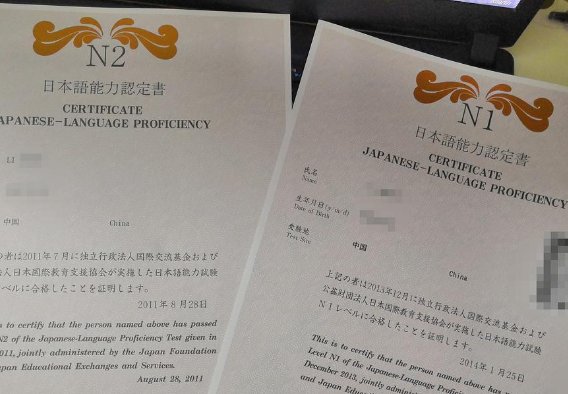 N2
日本語能力認定書
CERTIFICATE
JAPANESE-LANGUAGE PROFICIENCY
LI
中国 China
の者は2011年7月に独立行政法人国際交流基金および
法人日本国際教育支援協会が実施した日本語能力試験
レベルに合格したことを証明します。
2011年8月28日
is to certify that the person named above has passed
N2 of the Japanese-Language Proficiency Test given in
2011, jointly administered by the Japan Foundation
apan Educational Exchanges and Services.
August 28, 2011
N1
日本語能力認定書
CERTIFICATE
JAPANESE-LANGUAGE PROFICIENCY
氏名
Name
生年月日(y/m/d)
Date of Birth
受験地
Test Site
中国 China
上記の者は2013年12月に独立行政法人国際交流基金および
公益財団法人日本国際教育支援協会が実施した日本語能力試験
N1レベルに合格したことを証明します。
2014年1月25日
This is to certify that the person named above has
Level N1 of the Japanese-Language Proficiency
December 2013, jointly administered
and Japan Educational